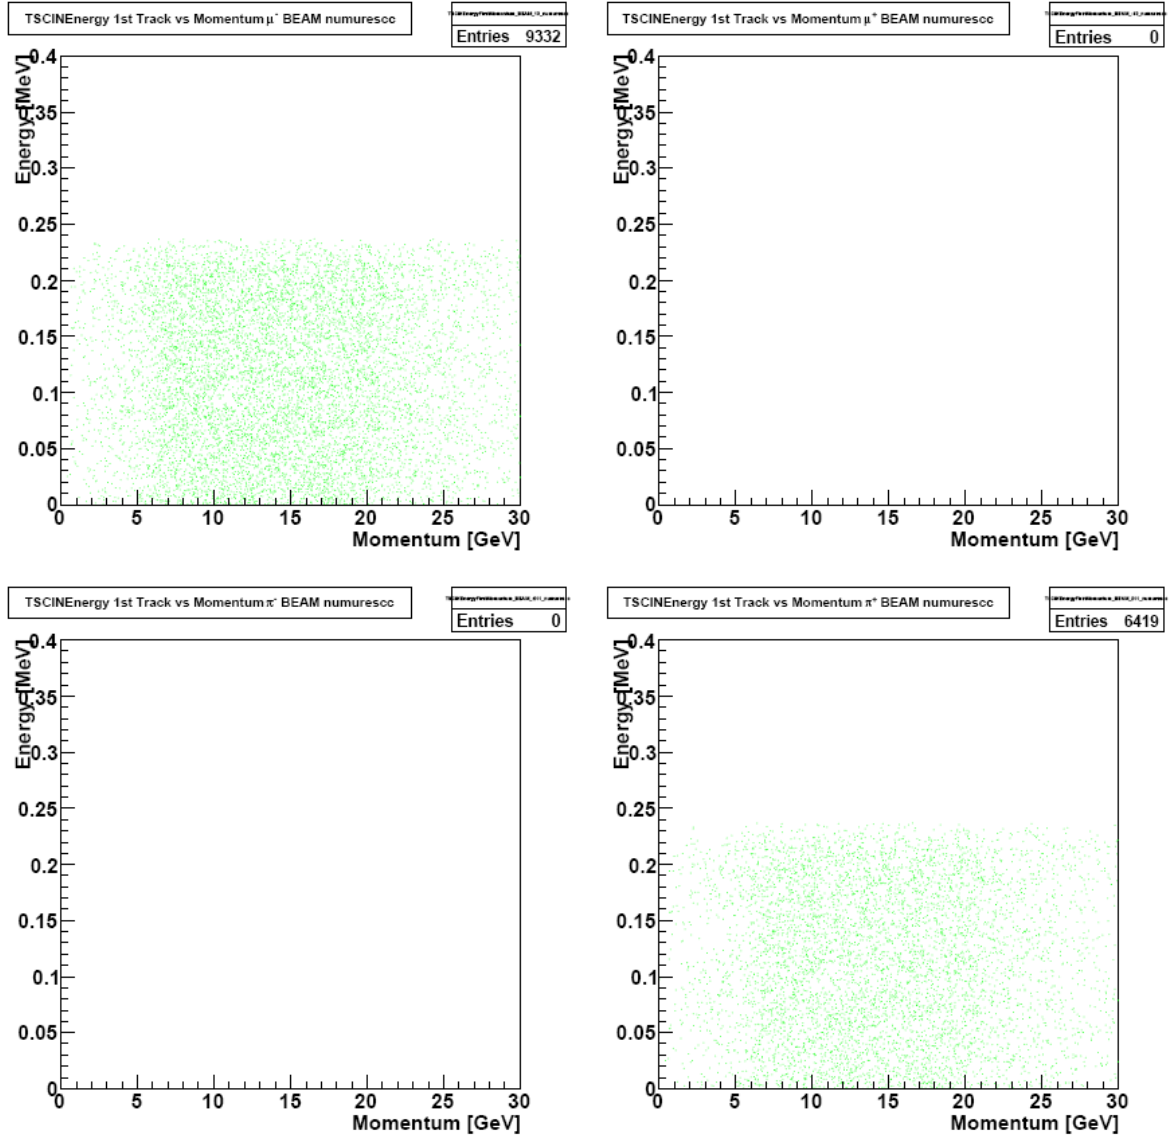 TSCINEnergy 1st Track vs Momentum μ- BEAM numurescc
Entries 9332
Energy [MeV]
0.4
0.35
0.3
0.25
0.2
0.15
0.1
0.05
0
0 5 10 15 20 25 30
Momentum [GeV]
TSCINEnergy 1st Track vs Momentum μ+ BEAM numurescc
Entries 0
Energy [MeV]
0.4
0.35
0.3
0.25
0.2
0.15
0.1
0.05
0
0 5 10 15 20 25 30
Momentum [GeV]
TSCINEnergy 1st Track vs Momentum π- BEAM numurescc
Entries 0
Energy [MeV]
0.4
0.35
0.3
0.25
0.2
0.15
0.1
0.05
0
0 5 10 15 20 25 30
Momentum [GeV]
TSCINEnergy 1st Track vs Momentum π+ BEAM numurescc
Entries 6419
Energy [MeV]
0.4
0.35
0.3
0.25
0.2
0.15
0.1
0.05
0
0 5 10 15 20 25 30
Momentum [GeV]